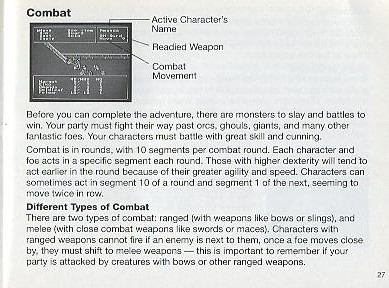 Combat
Active Character's
Name
Readied Weapon
Combat
Movement
Before you can complete the adventure, there are monsters to slay and battles to
win. Your party must fight their way past orcs, ghouls, giants, and many other
fantastic foes. Your characters must battle with great skill and cunning.
Combat is in rounds, with 10 segments per combat round. Each character and
foe acts in a specific segment each round. Those with higher dexterity will tend to
act earlier in the round because of their greater agility and speed. Characters can
sometimes act in segment 10 of a round and segment 1 of the next, seeming to
move twice in row.
Different Types of Combat
There are two types of combat: ranged (with weapons like bows or slings), and
melee (with close combat weapons like swords or maces). Characters with
ranged weapons cannot fire if an enemy is next to them, once a foe moves close
by, they must shift to melee weapons — this is important to remember if your
party is attacked by creatures with bows or other ranged weapons.
27